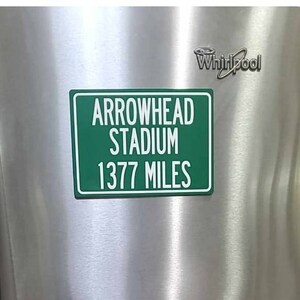 Whirlpool
ARROWHEAD
STADIUM
1377 MILES